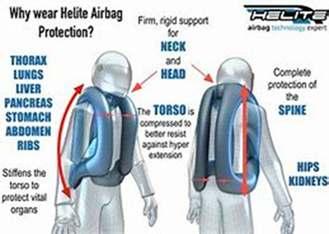 Why wear Helite Airbag
Protection?
THORAX
LUNGS
LIVER
PANCREAS
STOMACH
ABDOMEN
RIBS
Stiffens the
torso to
protect vital
organs
Firm, rigid support
for
NECK
and
HEAD
The TORSO is
compressed to
better resist
against hyper
extension
HELITE
airbag technology expert
Complete
protection of
the
SPINE
HIPS
KIDNEYS